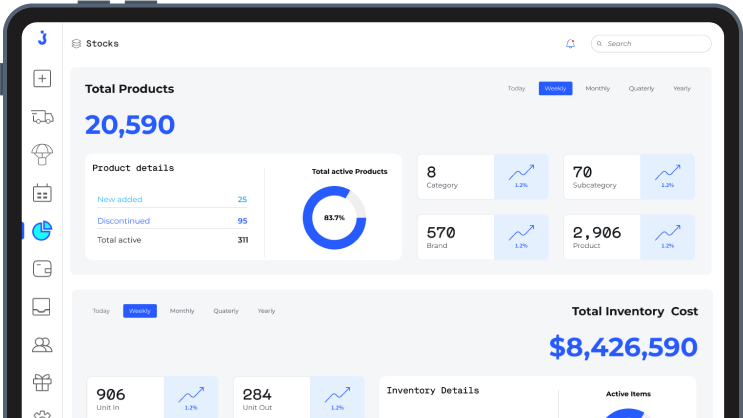 Stocks
Search
Total Products
Today Weekly Monthly Quaterly Yearly
20,590
Product details
Total active Products
New added 25
Discontinued 95
Total active 311
83.7%
8
Category
1.2%
70
Subcategory
1.2%
570
Brand
1.2%
2,906
Product
1.2%
Today Weekly Monthly Quaterly Yearly
Total Inventory Cost
$8,426,590
906
Unit In
1.2%
284
Unit Out
1.2%
Inventory Details
Active Items